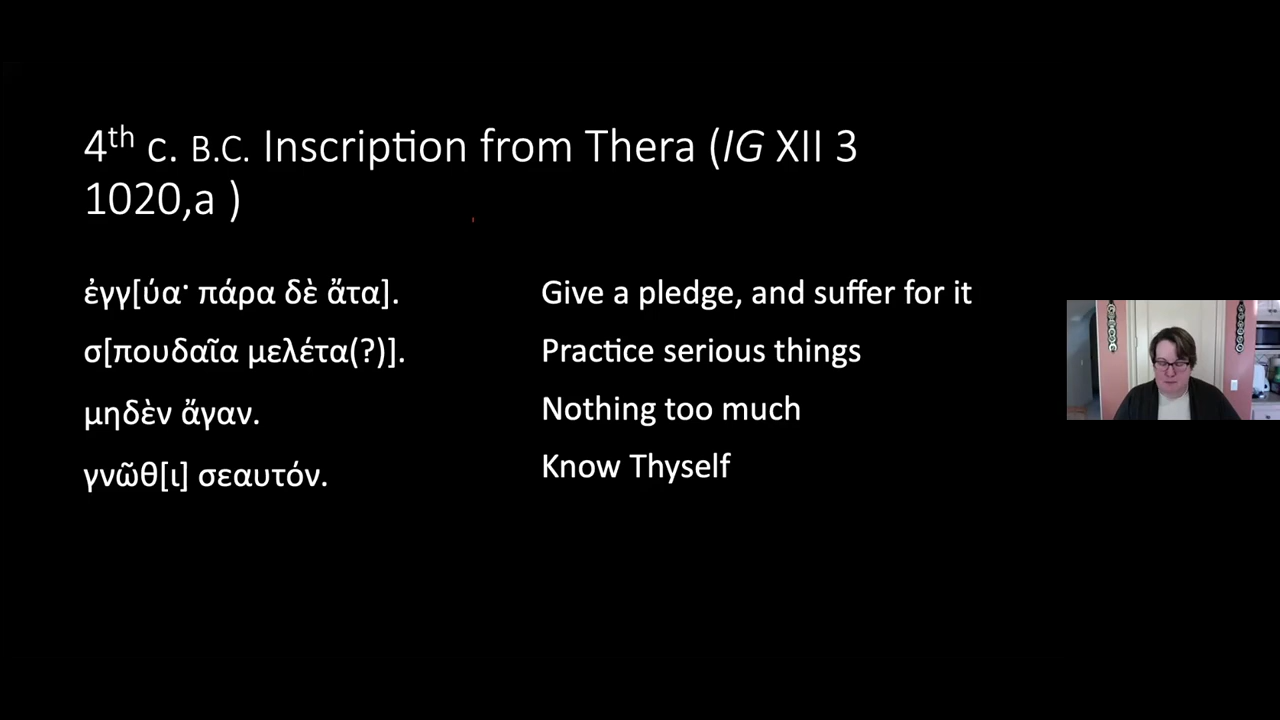 4th c. B.C. Inscription from Thera (IG XII 3
1020,a )
ἐγγ[ύα· πάρα δὲ ἄτα].
Give a pledge, and suffer for it
σ[πουδαῖα μελέτα(?)].
Practice serious things
μηδὲν ἄγαν.
Nothing too much
γνῶθ[ι] σεαυτόν.
Know Thyself